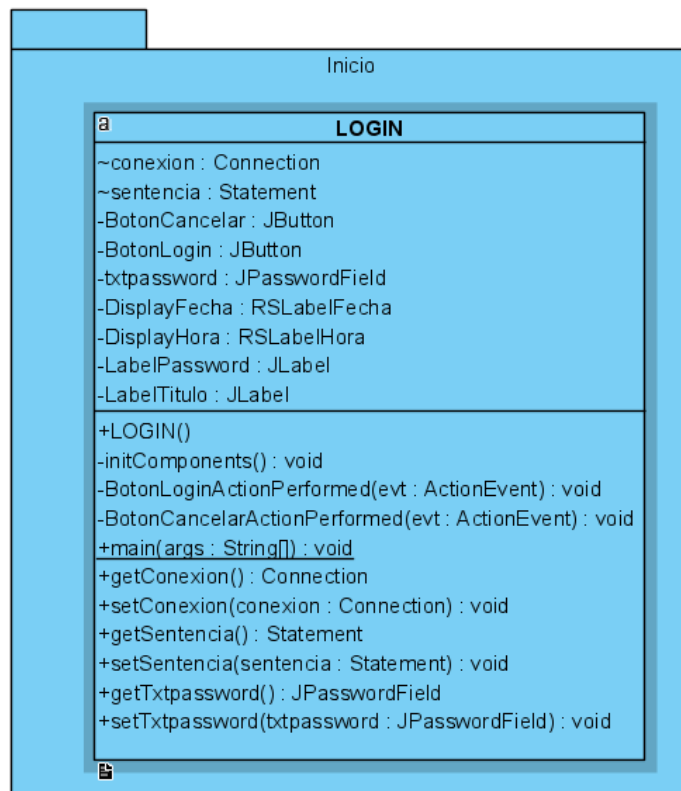 Inicio
a
LOGIN
~conexion : Connection
~sentencia : Statement
-BotonCancelar : JButton
-BotonLogin : JButton
-txtpassword : JPasswordField
-DisplayFecha : RSLabelFecha
-DisplayHora : RSLabelHora
-LabelPassword : JLabel
-LabelTitulo : JLabel
+LOGIN()
-initComponents() : void
-BotonLoginActionPerformed(evt : ActionEvent) : void
-BotonCancelarActionPerformed(evt : ActionEvent) : void
+main(args : String[]) : void
+getConexion() : Connection
+setConexion(conexion : Connection) : void
+getSentencia() : Statement
+setSentencia(sentencia : Statement) : void
+getTxtpassword() : JPasswordField
+setTxtpassword(txtpassword : JPasswordField) : void